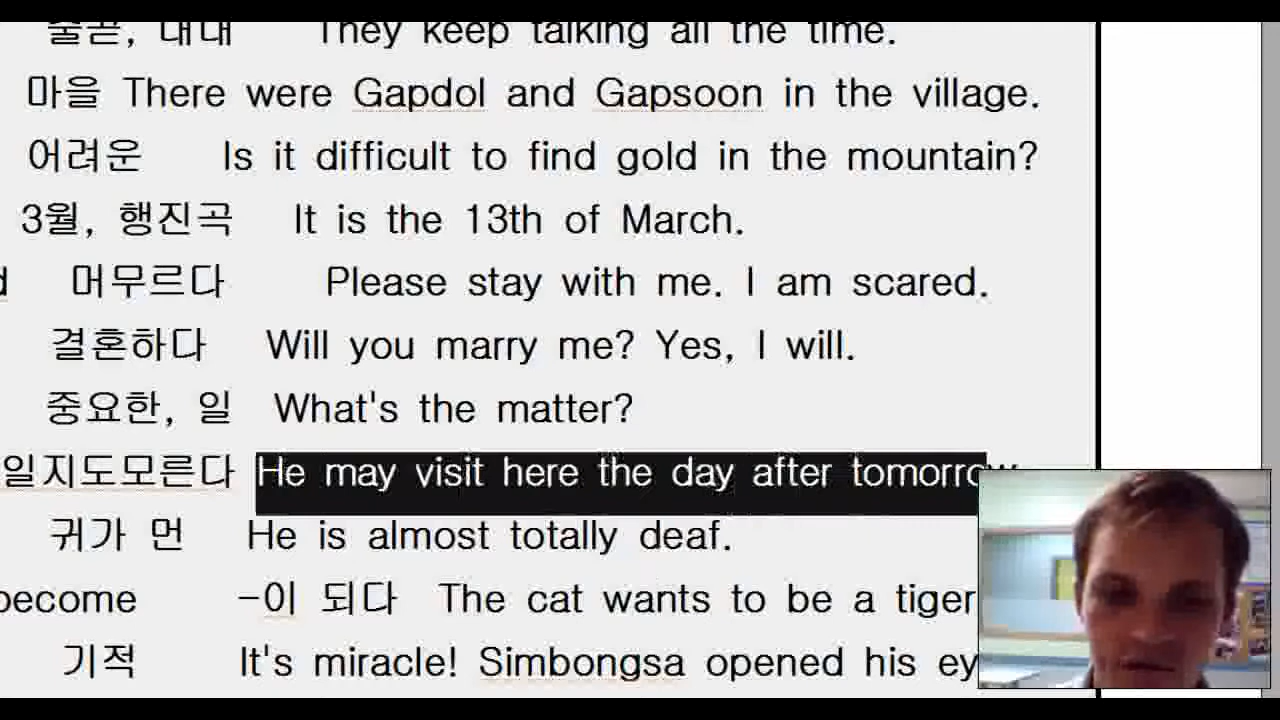 줄곧, 내내 They keep talking all the time.
마을 There were Gapdol and Gapsoon in the village.
어려운 Is it difficult to find gold in the mountain?
3월, 행진곡 It is the 13th of March.
머무르다 Please stay with me. I am scared.
결혼하다 Will you marry me? Yes, I will.
중요한, 일 What's the matter?
일지도모른다 He may visit here the day after tomorrow
귀가 먼 He is almost totally deaf.
become -이 되다 The cat wants to be a tiger
기적 It's miracle! Simbongsa opened his